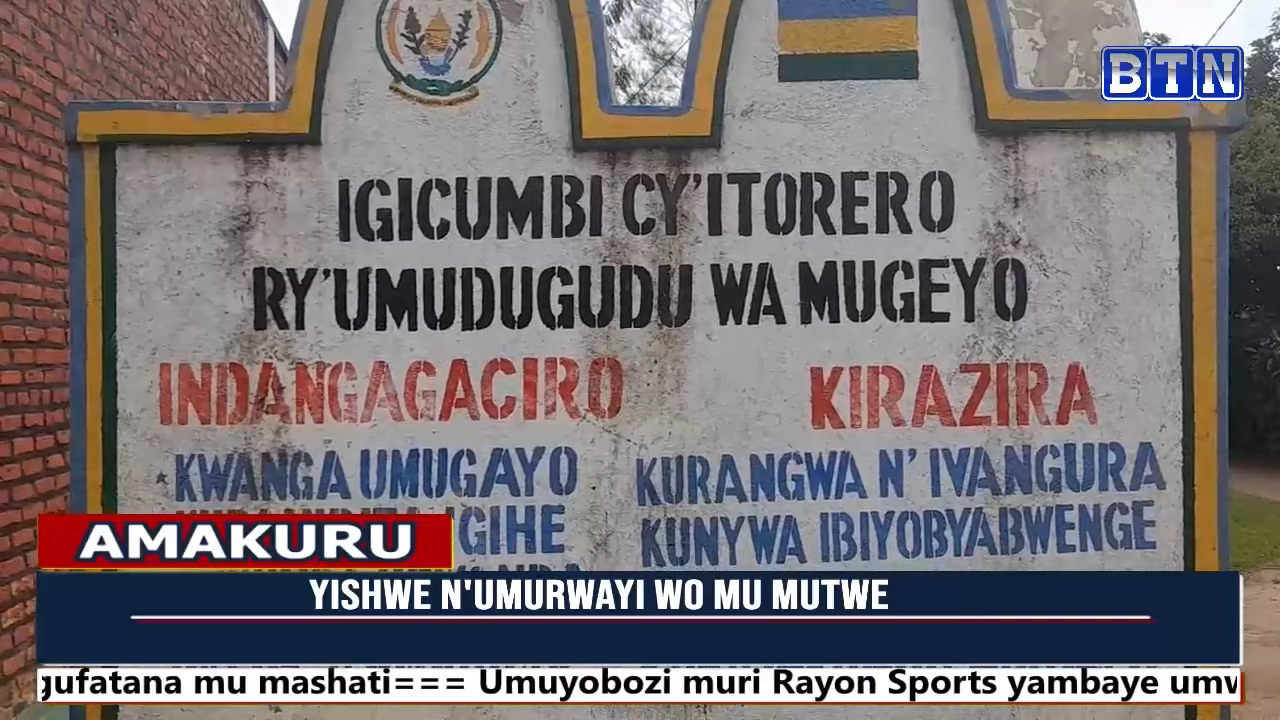 BTN
IGICUMBI CY'ITORERO
RY'UMUDUGUDU WA MUGEYO
INDANGAGACIRO
KIRAZIRA
KWANGA UMUGAYO
KURANGWA N' IVANGURA
IGIHE
KUNYWA IBIYOBYABWENGE
AMAKURU
YISHWE N'UMURWAYI WO MU MUTWE
gufatana mu mashati=== Umuyobozi muri Rayon Sports yambaye